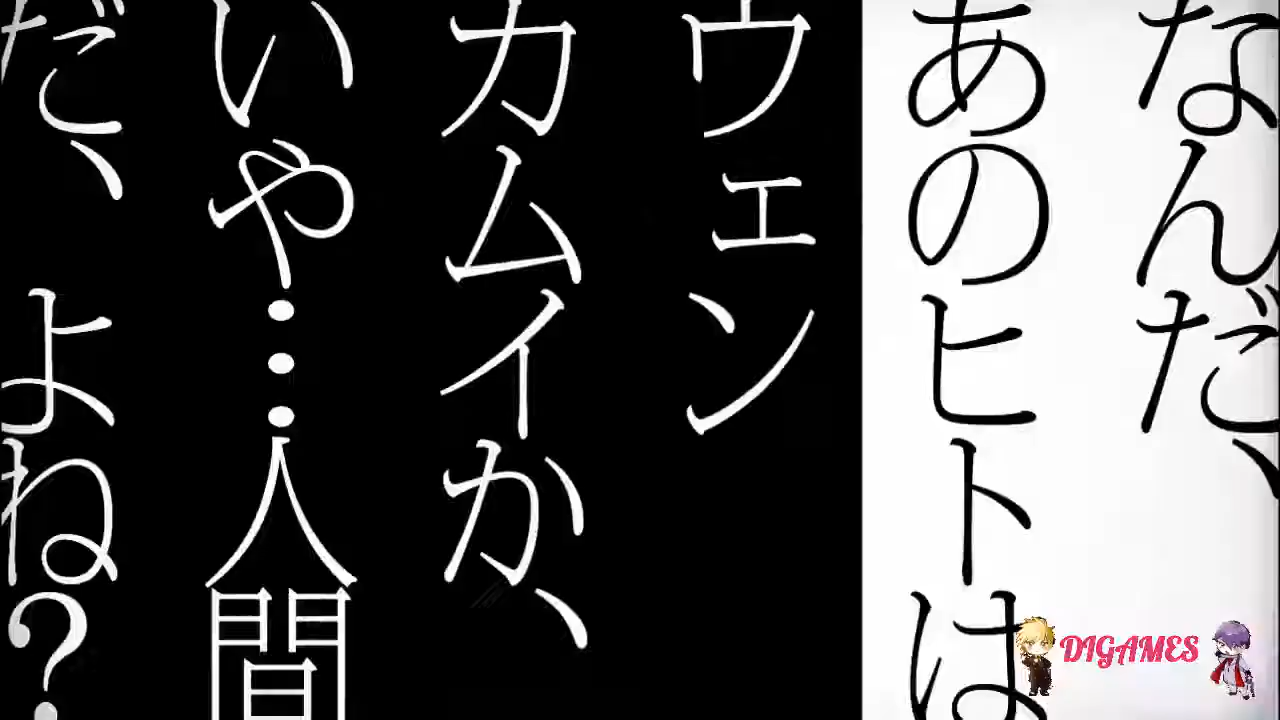 なんだ、
あのヒトは
ウェン
カムイか、
いや…人間
だ、よね？
DIGAMES